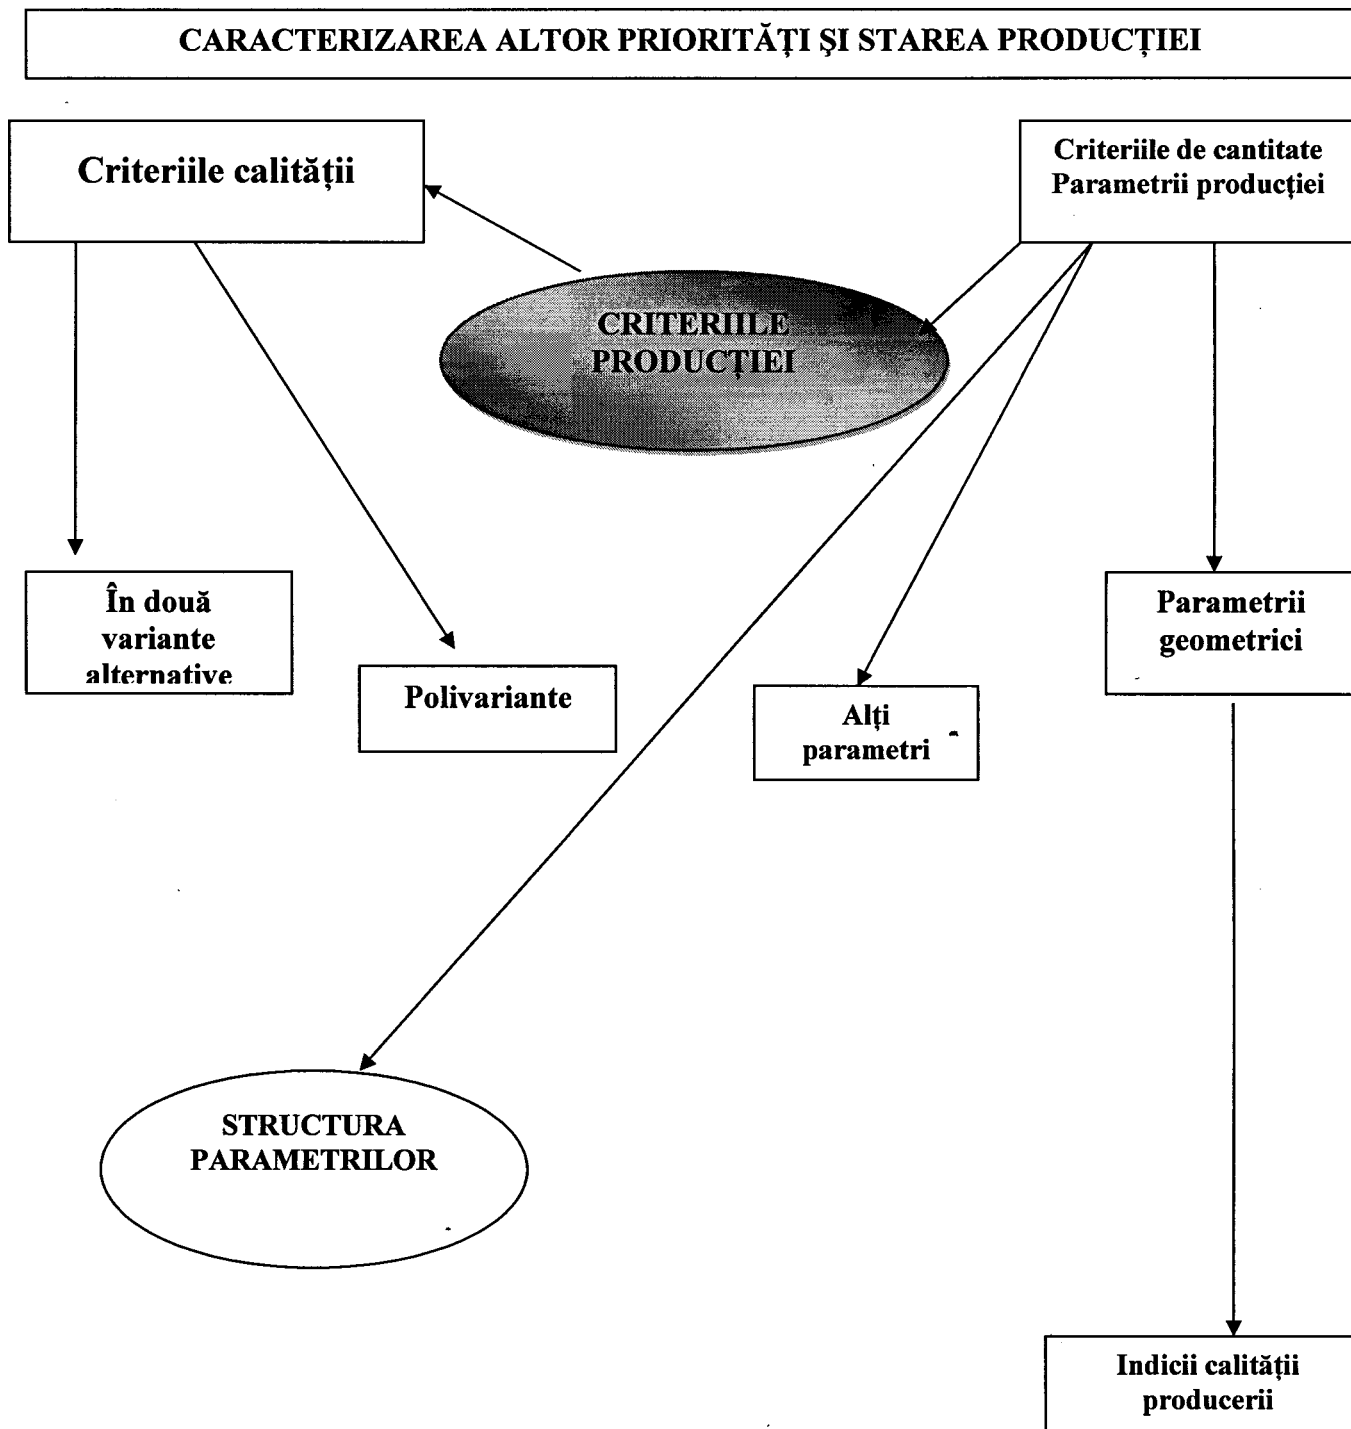 CARACTERIZAREA ALTOR PRIORITĂȚI ŞI STAREA PRODUCȚIEI
Criteriile calității
Criteriile de cantitate
Parametrii producției
CRITERIILE
PRODUCȚIEI
În două
variante
alternative
Polivariante
Alți
parametri
Parametrii
geometrici
STRUCTURA
PARAMETRILOR
Indicii calității
producerii